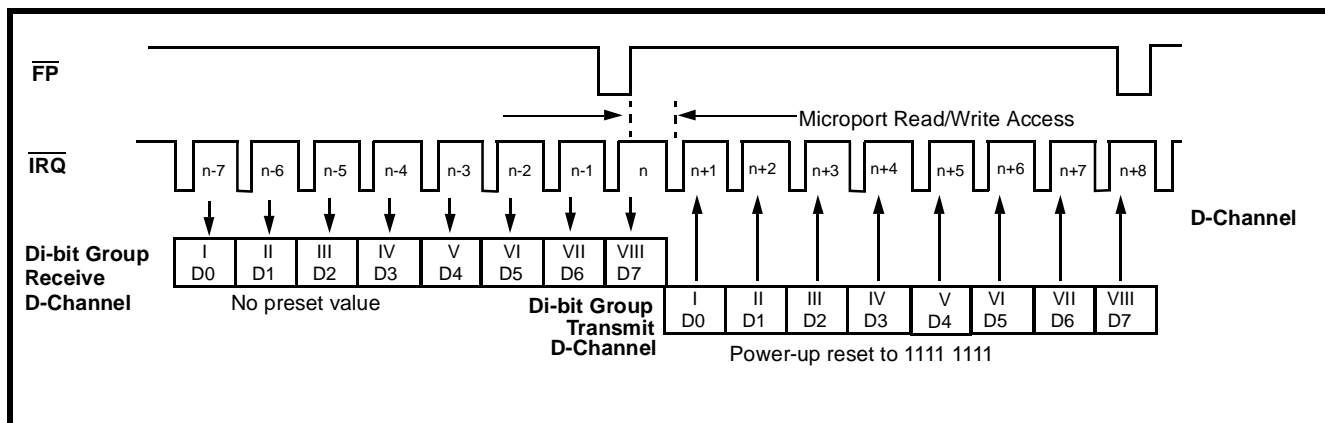 FP
Microport Read/Write Access
IRQ
n-7 n-6 n-5 n-4 n-3 n-2 n-1 n n+1 n+2 n+3 n+4 n+5 n+6 n+7 n+8
D-Channel
Di-bit Group
Receive
D-Channel
I II III IV V VI VII VIII
D0 D1 D2 D3 D4 D5 D6 D7
No preset value
Di-bit Group
Transmit
D-Channel
I II III IV V VI VII VIII
D0 D1 D2 D3 D4 D5 D6 D7
Power-up reset to 1111 1111